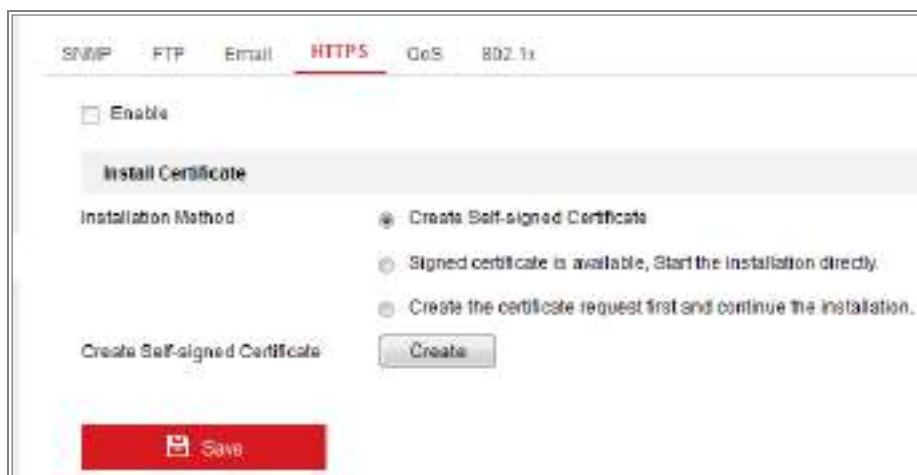 SNMP FTP Email HTTPS QoS 802.1x
Enable
Install Certificate
Installation Method
Create Self-signed Certificate
Signed certificate is available, Start the installation directly.
Create the certificate request first and continue the installation.
Create Self-signed Certificate Create
Save